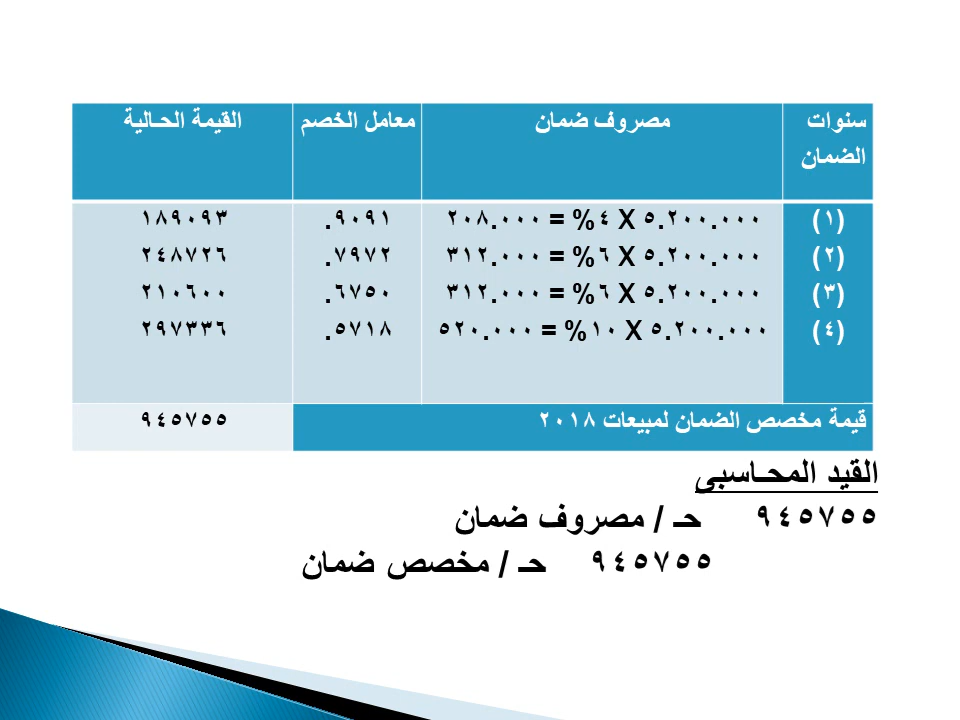 سنوات الضمان	مصروف ضمان	معامل الخصم	القيمة الحـالية
(١)	٥.٢٠٠.٠٠٠ X ٤% = ٢٠٨.٠٠٠	٩٠٩١.	١٨٩٠٩٣
(٢)	٥.٢٠٠.٠٠٠ X ٦% = ٣١٢.٠٠٠	٧٩٧٢.	٢٤٨٧٢٦
(٣)	٥.٢٠٠.٠٠٠ X ٦% = ٣١٢.٠٠٠	٦٧٥٠.	٢١٠٦٠٠
(٤)	٥.٢٠٠.٠٠٠ X ١٠% = ٥٢٠.٠٠٠	٥٧١٨.	٢٩٧٣٣٦
قيمة مخصص الضمان لمبيعات ٢٠١٨	٩٤٥٧٥٥
القيد المحـاسبي
٩٤٥٧٥٥ حـ / مصروف ضمان
٩٤٥٧٥٥ حـ / مخصص ضمان